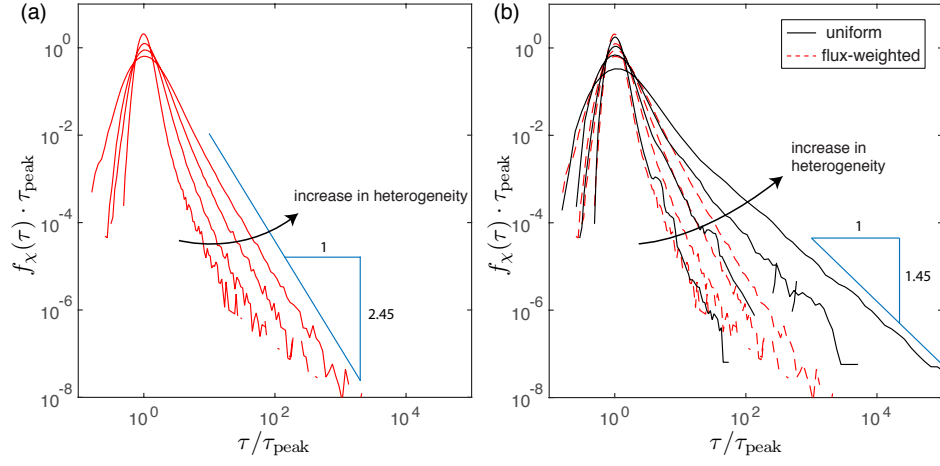 (a)
10^0
10^-2
10^-4
10^-6
10^-8
f_χ(τ) · τ_peak
increase in heterogeneity
1
2.45
10^0
10^2
10^4
τ/τ_peak
(b)
uniform
flux-weighted
10^0
10^-2
10^-4
10^-6
10^-8
f_χ(τ) · τ_peak
increase in
heterogeneity
1
1.45
10^0
10^2
10^4
τ/τ_peak